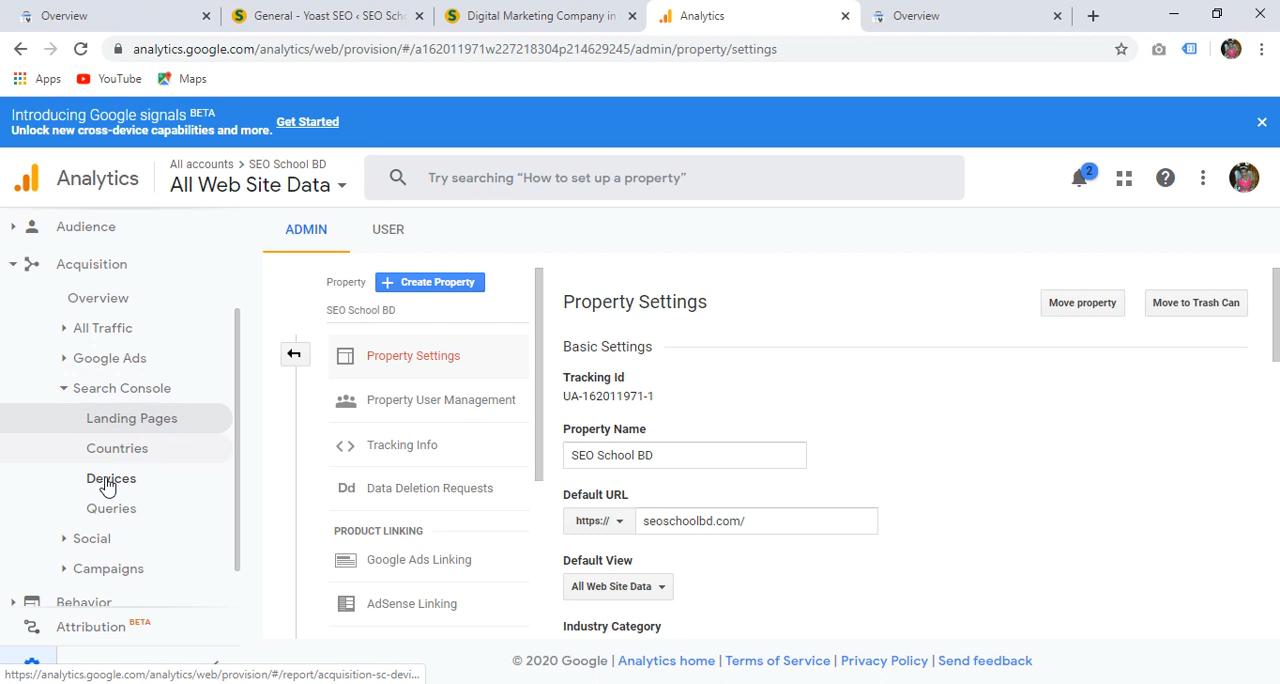 Overview
General - Yoast SEO ‹ SEO Scho
Digital Marketing Company in
Analytics
Overview
analytics.google.com/analytics/web/provision/#/a162011971w227218304p214629245/admin/property/settings
Apps
YouTube
Maps
Introducing Google signals BETA
Unlock new cross-device capabilities and more.
Get Started
Analytics
All accounts > SEO School BD
All Web Site Data
Try searching "How to set up a property"
2
Audience
Acquisition
Overview
All Traffic
Google Ads
Search Console
Landing Pages
Countries
Devices
Queries
Social
Campaigns
Behavior
Attribution BETA
ADMIN
USER
Property
Create Property
SEO School BD
Property Settings
Property User Management
Tracking Info
Dd Data Deletion Requests
PRODUCT LINKING
Google Ads Linking
AdSense Linking
Property Settings
Move property
Move to Trash Can
Basic Settings
Tracking Id
UA-162011971-1
Property Name
SEO School BD
Default URL
https://
seoschoolbd.com/
Default View
All Web Site Data
Industry Category
© 2020 Google | Analytics home | Terms of Service | Privacy Policy | Send feedback
https://analytics.google.com/analytics/web/provision/#/report/acquisition-sc-devi...